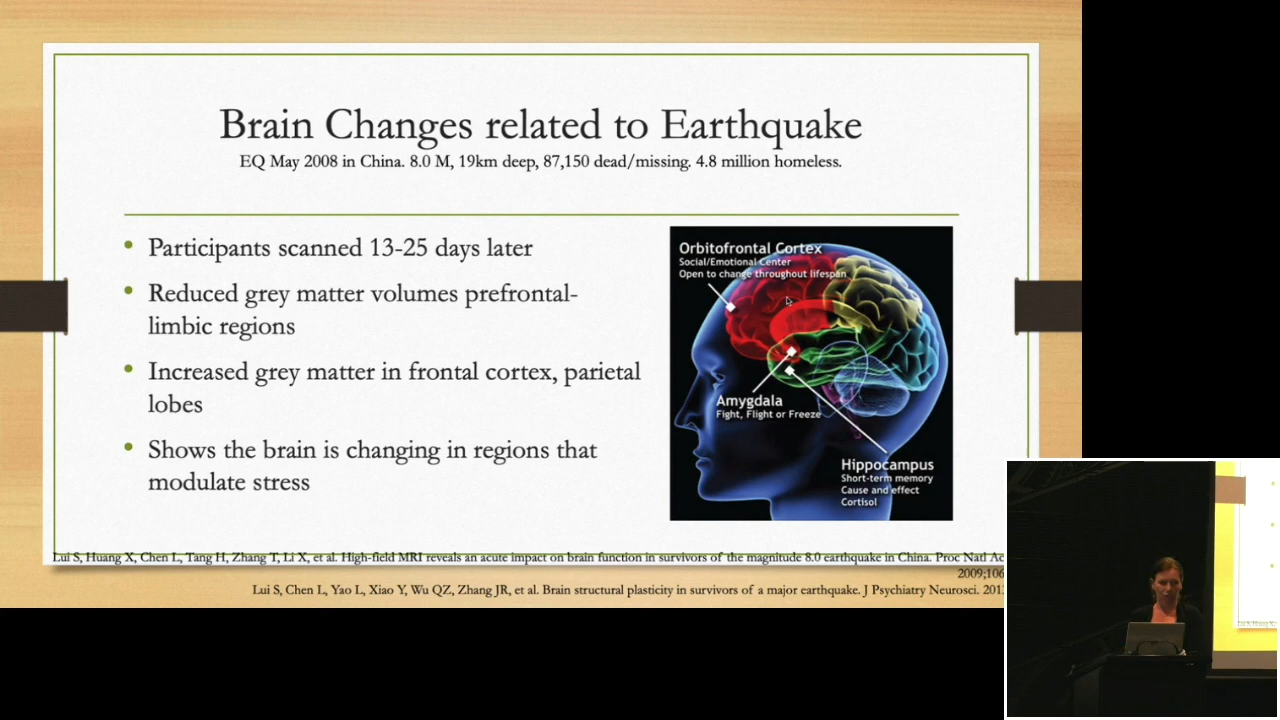 Brain Changes related to Earthquake
EQ May 2008 in China. 8.0 M, 19km deep, 87,150 dead/missing. 4.8 million homeless.
• Participants scanned 13-25 days later
• Reduced grey matter volumes prefrontal-
limbic regions
• Increased grey matter in frontal cortex, parietal
lobes
• Shows the brain is changing in regions that
modulate stress
Orbitofrontal Cortex
Social/Emotional Center
Open to change throughout lifespan
Amygdala
Fight, Flight or Freeze
Hippocampus
Short-term memory
Cause and effect
Cortisol
Lui S, Huang X, Chen L, Tang H, Zhang T, Li X, et al. High-field MRI reveals an acute impact on brain function in survivors of the magnitude 8.0 earthquake in China. Proc Natl Ac
2009;106
Lui S, Chen L, Yao L, Xiao Y, Wu QZ, Zhang JR, et al. Brain structural plasticity in survivors of a major earthquake. J Psychiatry Neurosci. 201